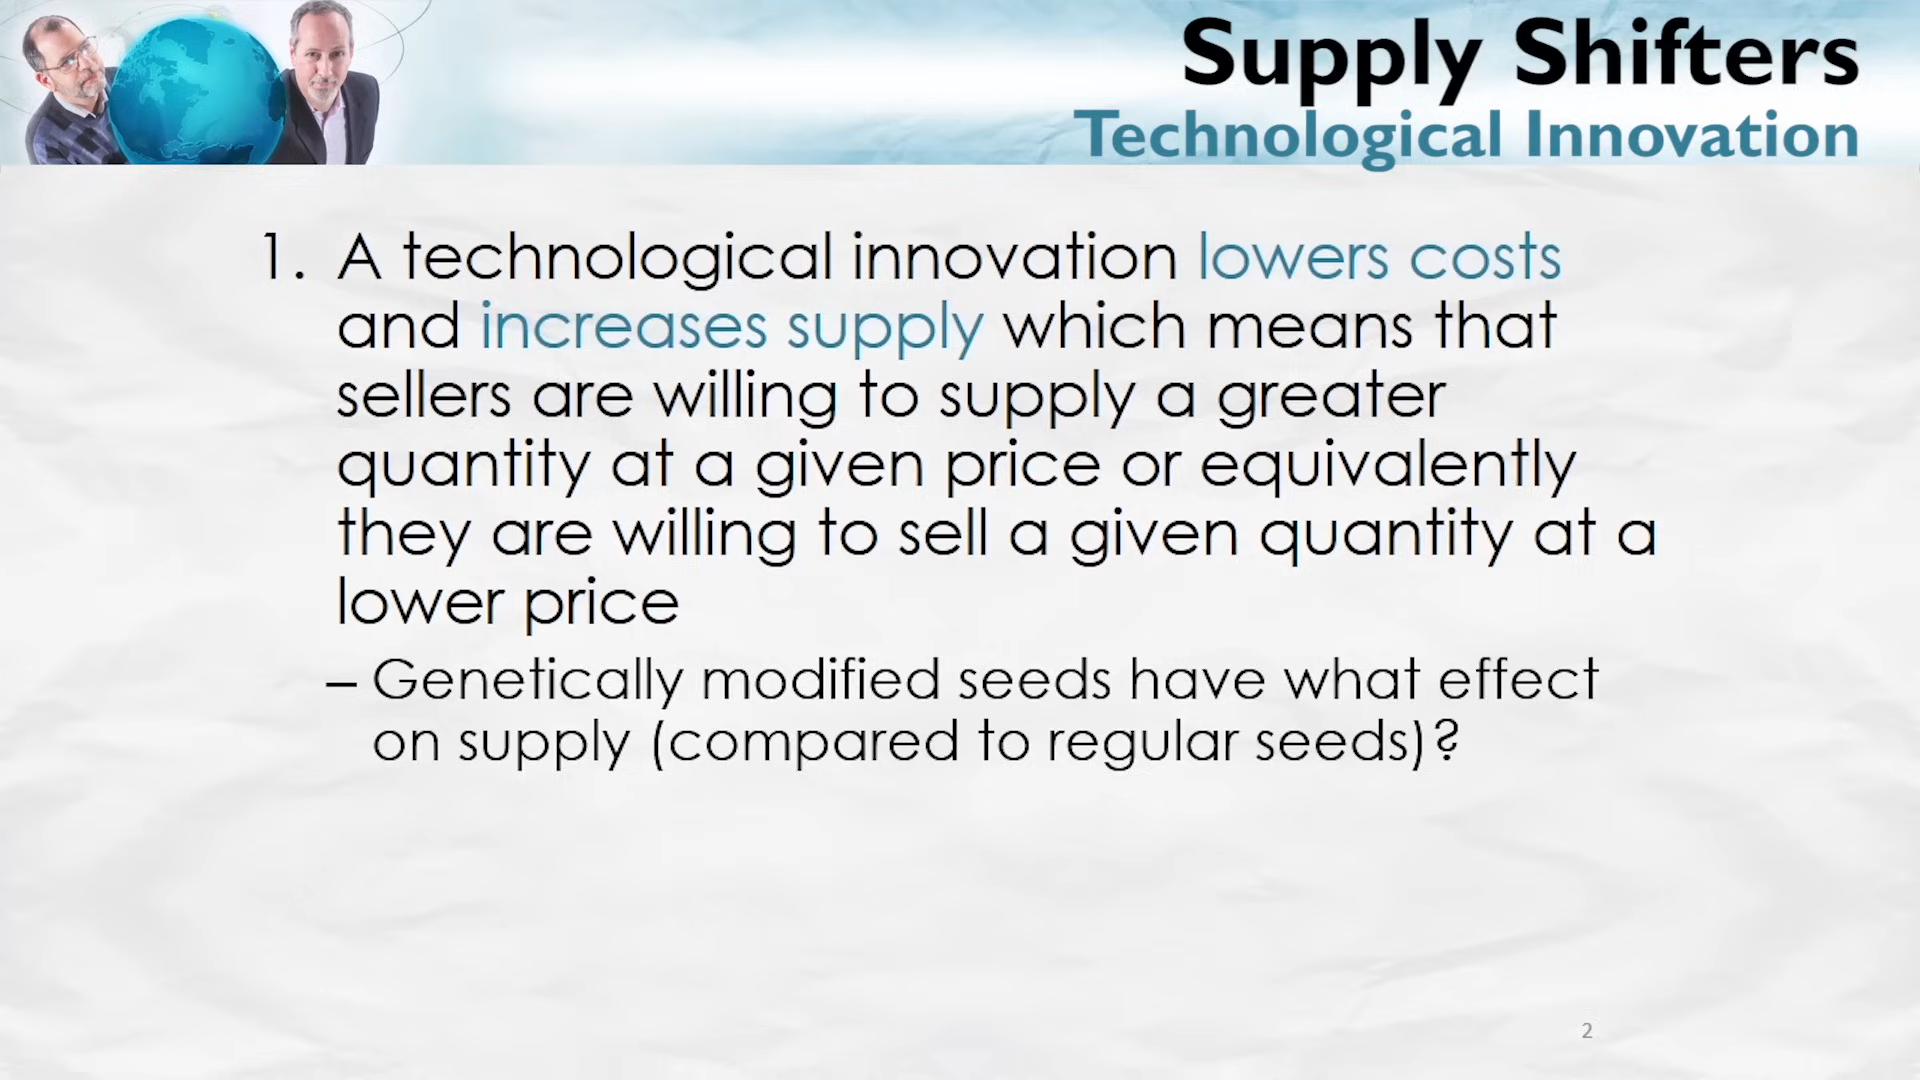 Supply Shifters
Technological Innovation
1. A technological innovation lowers costs
and increases supply which means that
sellers are willing to supply a greater
quantity at a given price or equivalently
they are willing to sell a given quantity at a
lower price
– Genetically modified seeds have what effect
on supply (compared to regular seeds)?
2